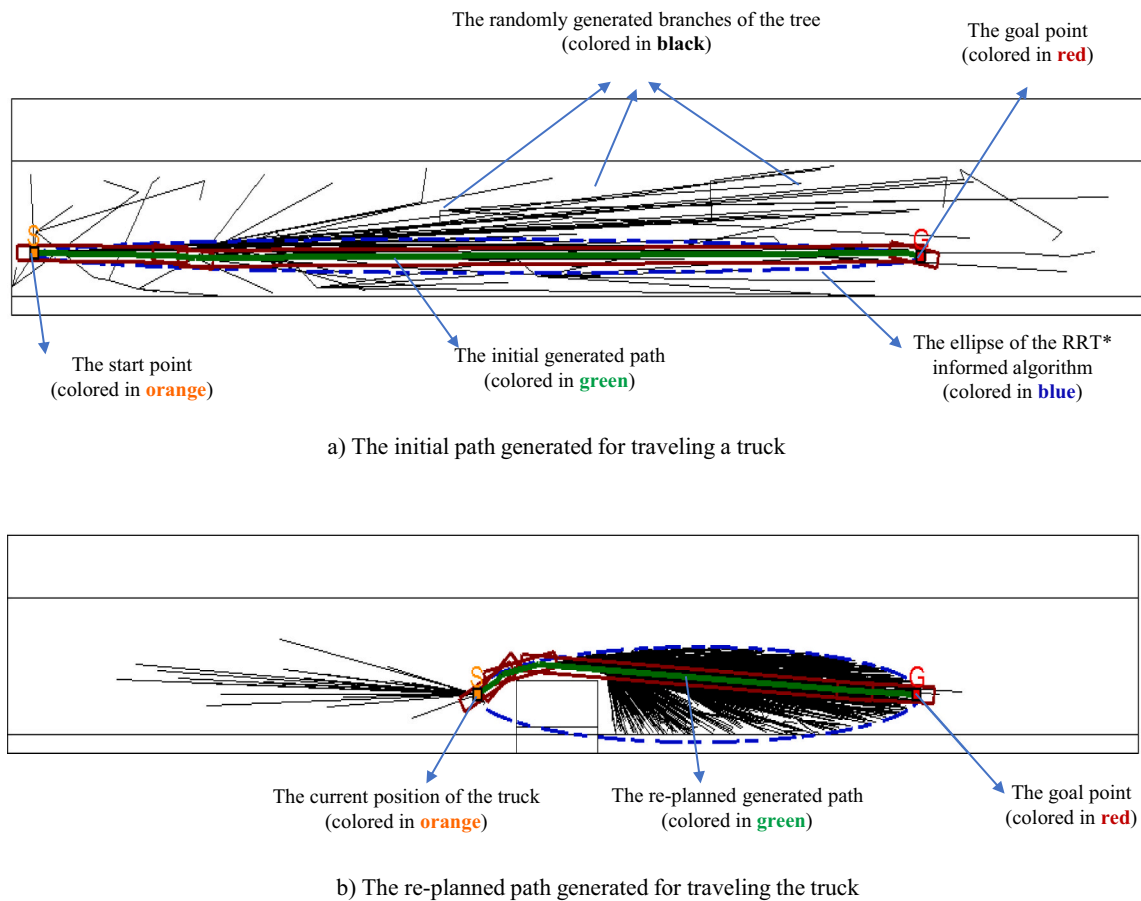 The randomly generated branches of the tree
(colored in black)
The goal point
(colored in red)
S
G
The start point
(colored in orange)
The initial generated path
(colored in green)
The ellipse of the RRT*
informed algorithm
(colored in blue)
a) The initial path generated for traveling a truck
S
G
The current position of the truck
(colored in orange)
The re-planned generated path
(colored in green)
The goal point
(colored in red)
b) The re-planned path generated for traveling the truck